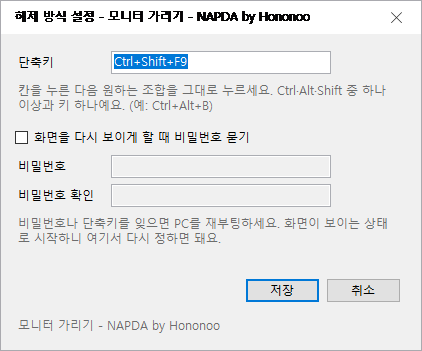 해제 방식 설정 - 모니터 가리기 - NAPDA by Hononoo
단축키
Ctrl+Shift+F9
칸을 누른 다음 원하는 조합을 그대로 누르세요. Ctrl·Alt·Shift 중 하나
이상과 키 하나예요. (예: Ctrl+Alt+B)
화면을 다시 보이게 할 때 비밀번호 묻기
비밀번호
비밀번호 확인
비밀번호나 단축키를 잊으면 PC를 재부팅하세요. 화면이 보이는 상태
로 시작하니 여기서 다시 정하면 돼요.
저장
취소
모니터 가리기 - NAPDA by Hononoo